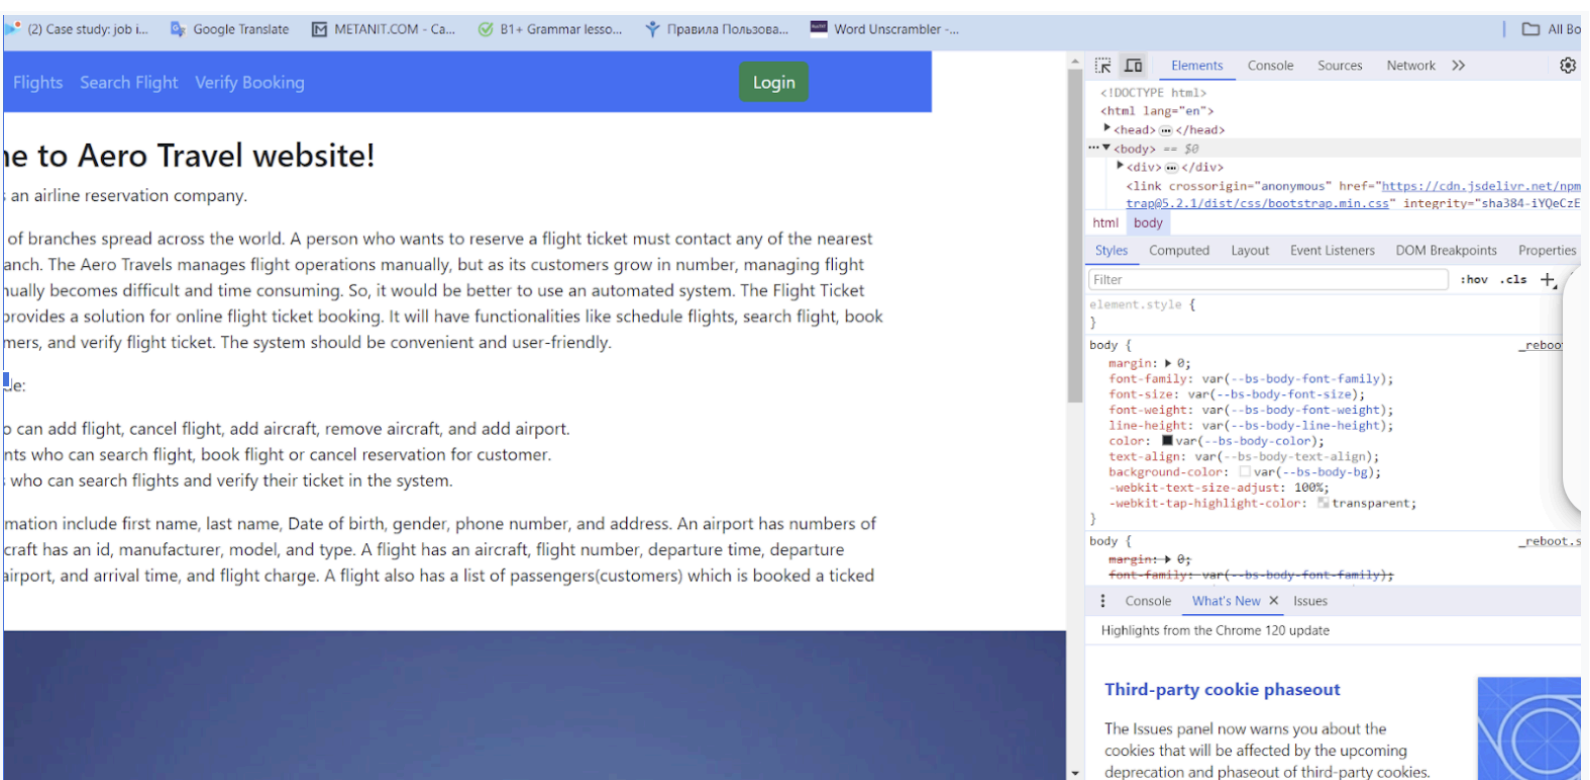 (2) Case study: job i...
Google Translate
METANIT.COM - Ca...
B1+ Grammar lesso...
Правила Пользова...
Word Unscrambler -...
All Bo
Flights Search Flight Verify Booking
Login
ne to Aero Travel website!
s an airline reservation company.
of branches spread across the world. A person who wants to reserve a flight ticket must contact any of the nearest
anch. The Aero Travels manages flight operations manually, but as its customers grow in number, managing flight
nually becomes difficult and time consuming. So, it would be better to use an automated system. The Flight Ticket
provides a solution for online flight ticket booking. It will have functionalities like schedule flights, search flight, book
mers, and verify flight ticket. The system should be convenient and user-friendly.
de:
o can add flight, cancel flight, add aircraft, remove aircraft, and add airport.
nts who can search flight, book flight or cancel reservation for customer.
s who can search flights and verify their ticket in the system.
mation include first name, last name, Date of birth, gender, phone number, and address. An airport has numbers of
craft has an id, manufacturer, model, and type. A flight has an aircraft, flight number, departure time, departure
airport, and arrival time, and flight charge. A flight also has a list of passengers(customers) which is booked a ticked
Elements Console Sources Network
<!DOCTYPE html>
<html lang="en">
<head> ... </head>
... <body> == $0
<div> ... </div>
<link crossorigin="anonymous" href="https://cdn.jsdelivr.net/npm
trap@5.2.1/dist/css/bootstrap.min.css" integrity="sha384-iYQeCzE
html body
Styles Computed Layout Event Listeners DOM Breakpoints Properties
Filter :hov .cls +
element.style {
}
body { _reboo
margin: 0;
font-family: var(--bs-body-font-family);
font-size: var(--bs-body-font-size);
font-weight: var(--bs-body-font-weight);
line-height: var(--bs-body-line-height);
color: var(--bs-body-color);
text-align: var(--bs-body-text-align);
background-color: var(--bs-body-bg);
-webkit-text-size-adjust: 100%;
-webkit-tap-highlight-color: transparent;
}
body { _reboot.s
margin: 0;
font-family: var(--bs-body-font-family);
Console What's New Issues
Highlights from the Chrome 120 update
Third-party cookie phaseout
The Issues panel now warns you about the
cookies that will be affected by the upcoming
deprecation and phaseout of third-party cookies.